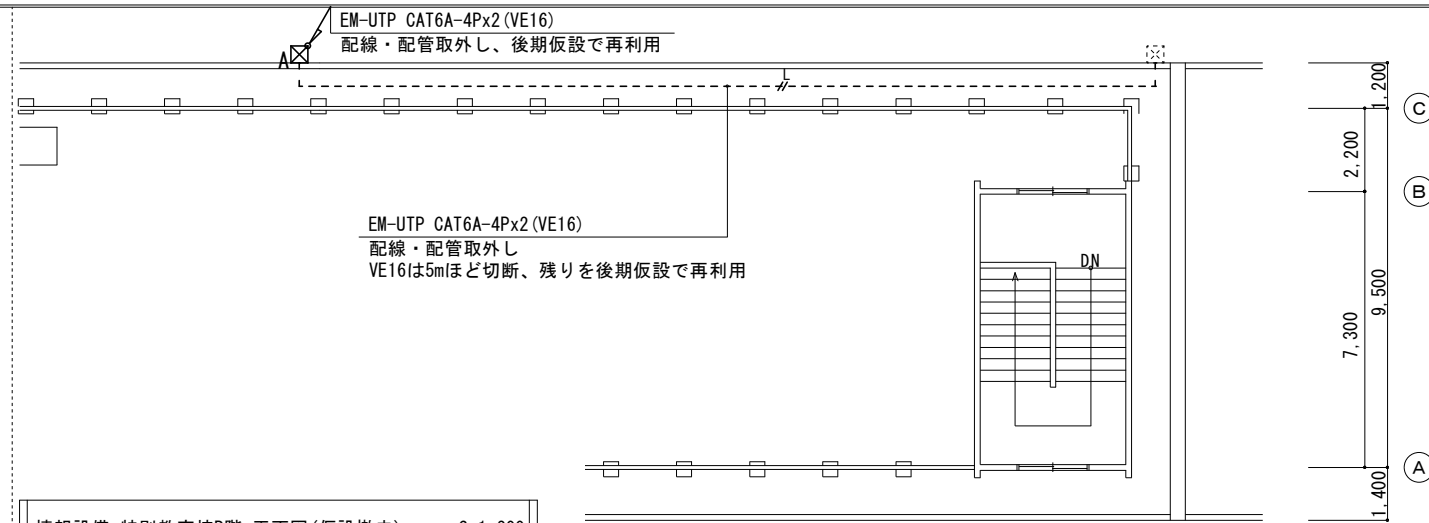 EM-UTP CAT6A-4Px2(VE16)
配線・配管取外し、後期仮設で再利用
A
L
1,200
C
2,200
B
EM-UTP CAT6A-4Px2(VE16)
配線・配管取外し
VE16は5mほど切断、残りを後期仮設で再利用
DN
9,500
7,300
A
1,400